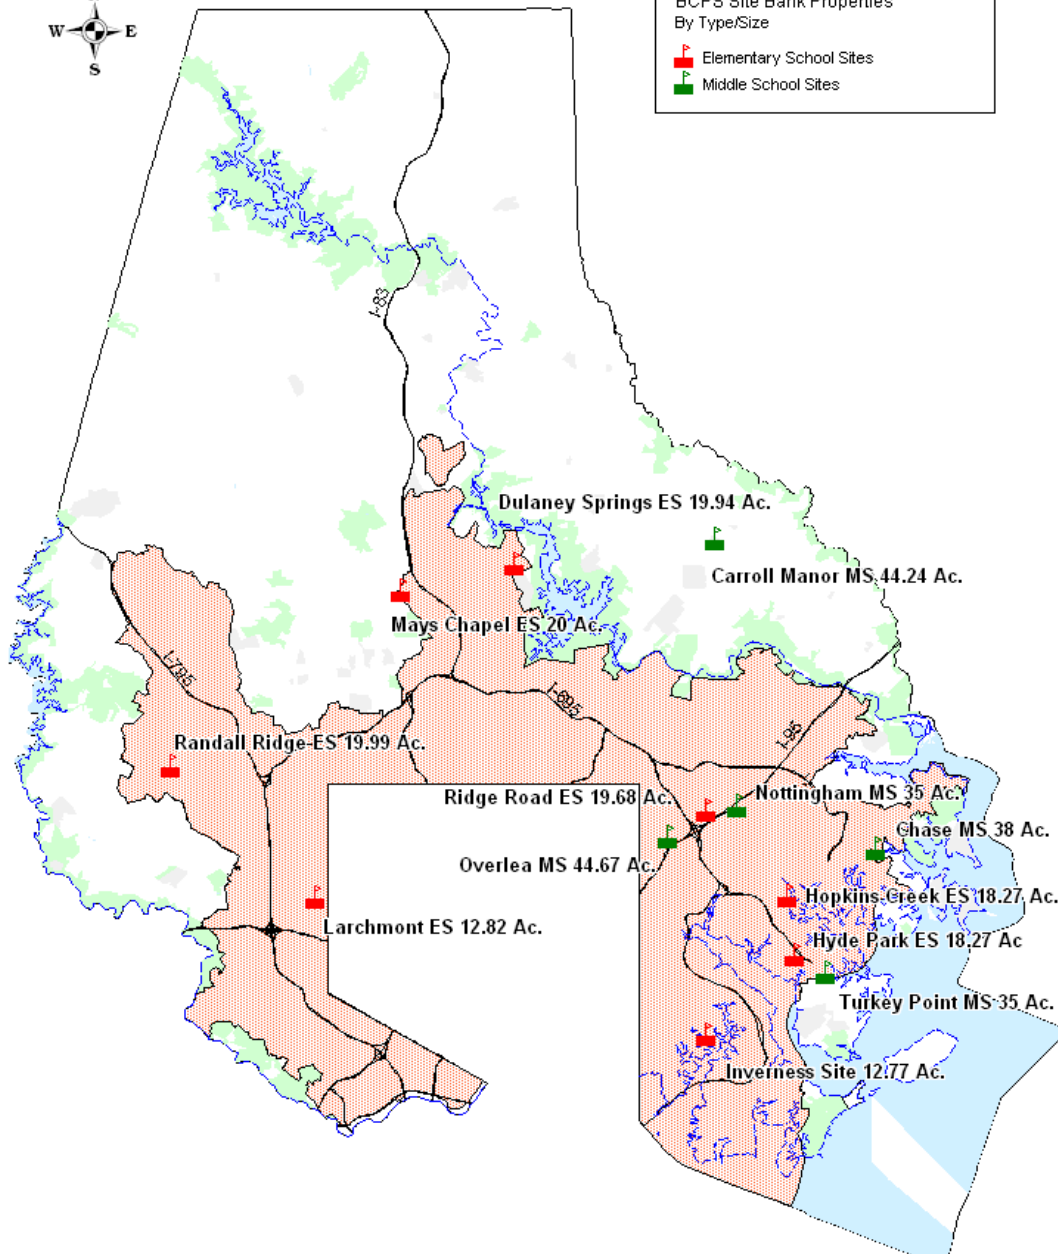 BCPS Site Bank Properties
By Type/Size
W E
S
Elementary School Sites
Middle School Sites
I-83
Dulaney Springs ES 19.94 Ac.
Carroll Manor MS 44.24 Ac.
Mays Chapel ES 20 Ac.
I-795
I-695
I-95
Randall Ridge ES 19.99 Ac.
Ridge Road ES 19.68 Ac.
Nottingham MS 35 Ac.
Chase MS 38 Ac.
Overlea MS 44.67 Ac.
Hopkins Creek ES 18.27 Ac.
Larchmont ES 12.82 Ac.
Hyde Park ES 18.27 Ac
Turkey Point MS 35 Ac.
Inverness Site 12.77 Ac.